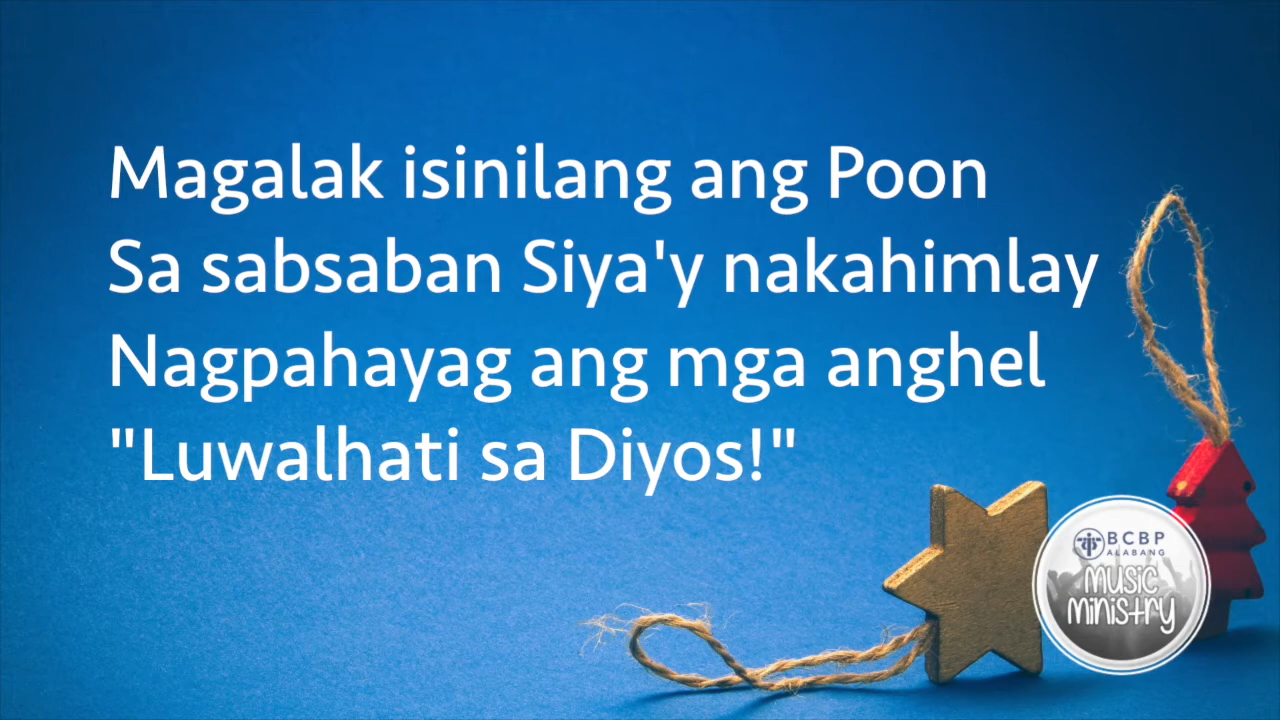 Magalak isinilang ang Poon
Sa sabsaban Siya'y nakahimlay
Nagpahayag ang mga anghel
"Luwalhati sa Diyos!"
BCBP
ALABANG
MUSIC
MINISTRY